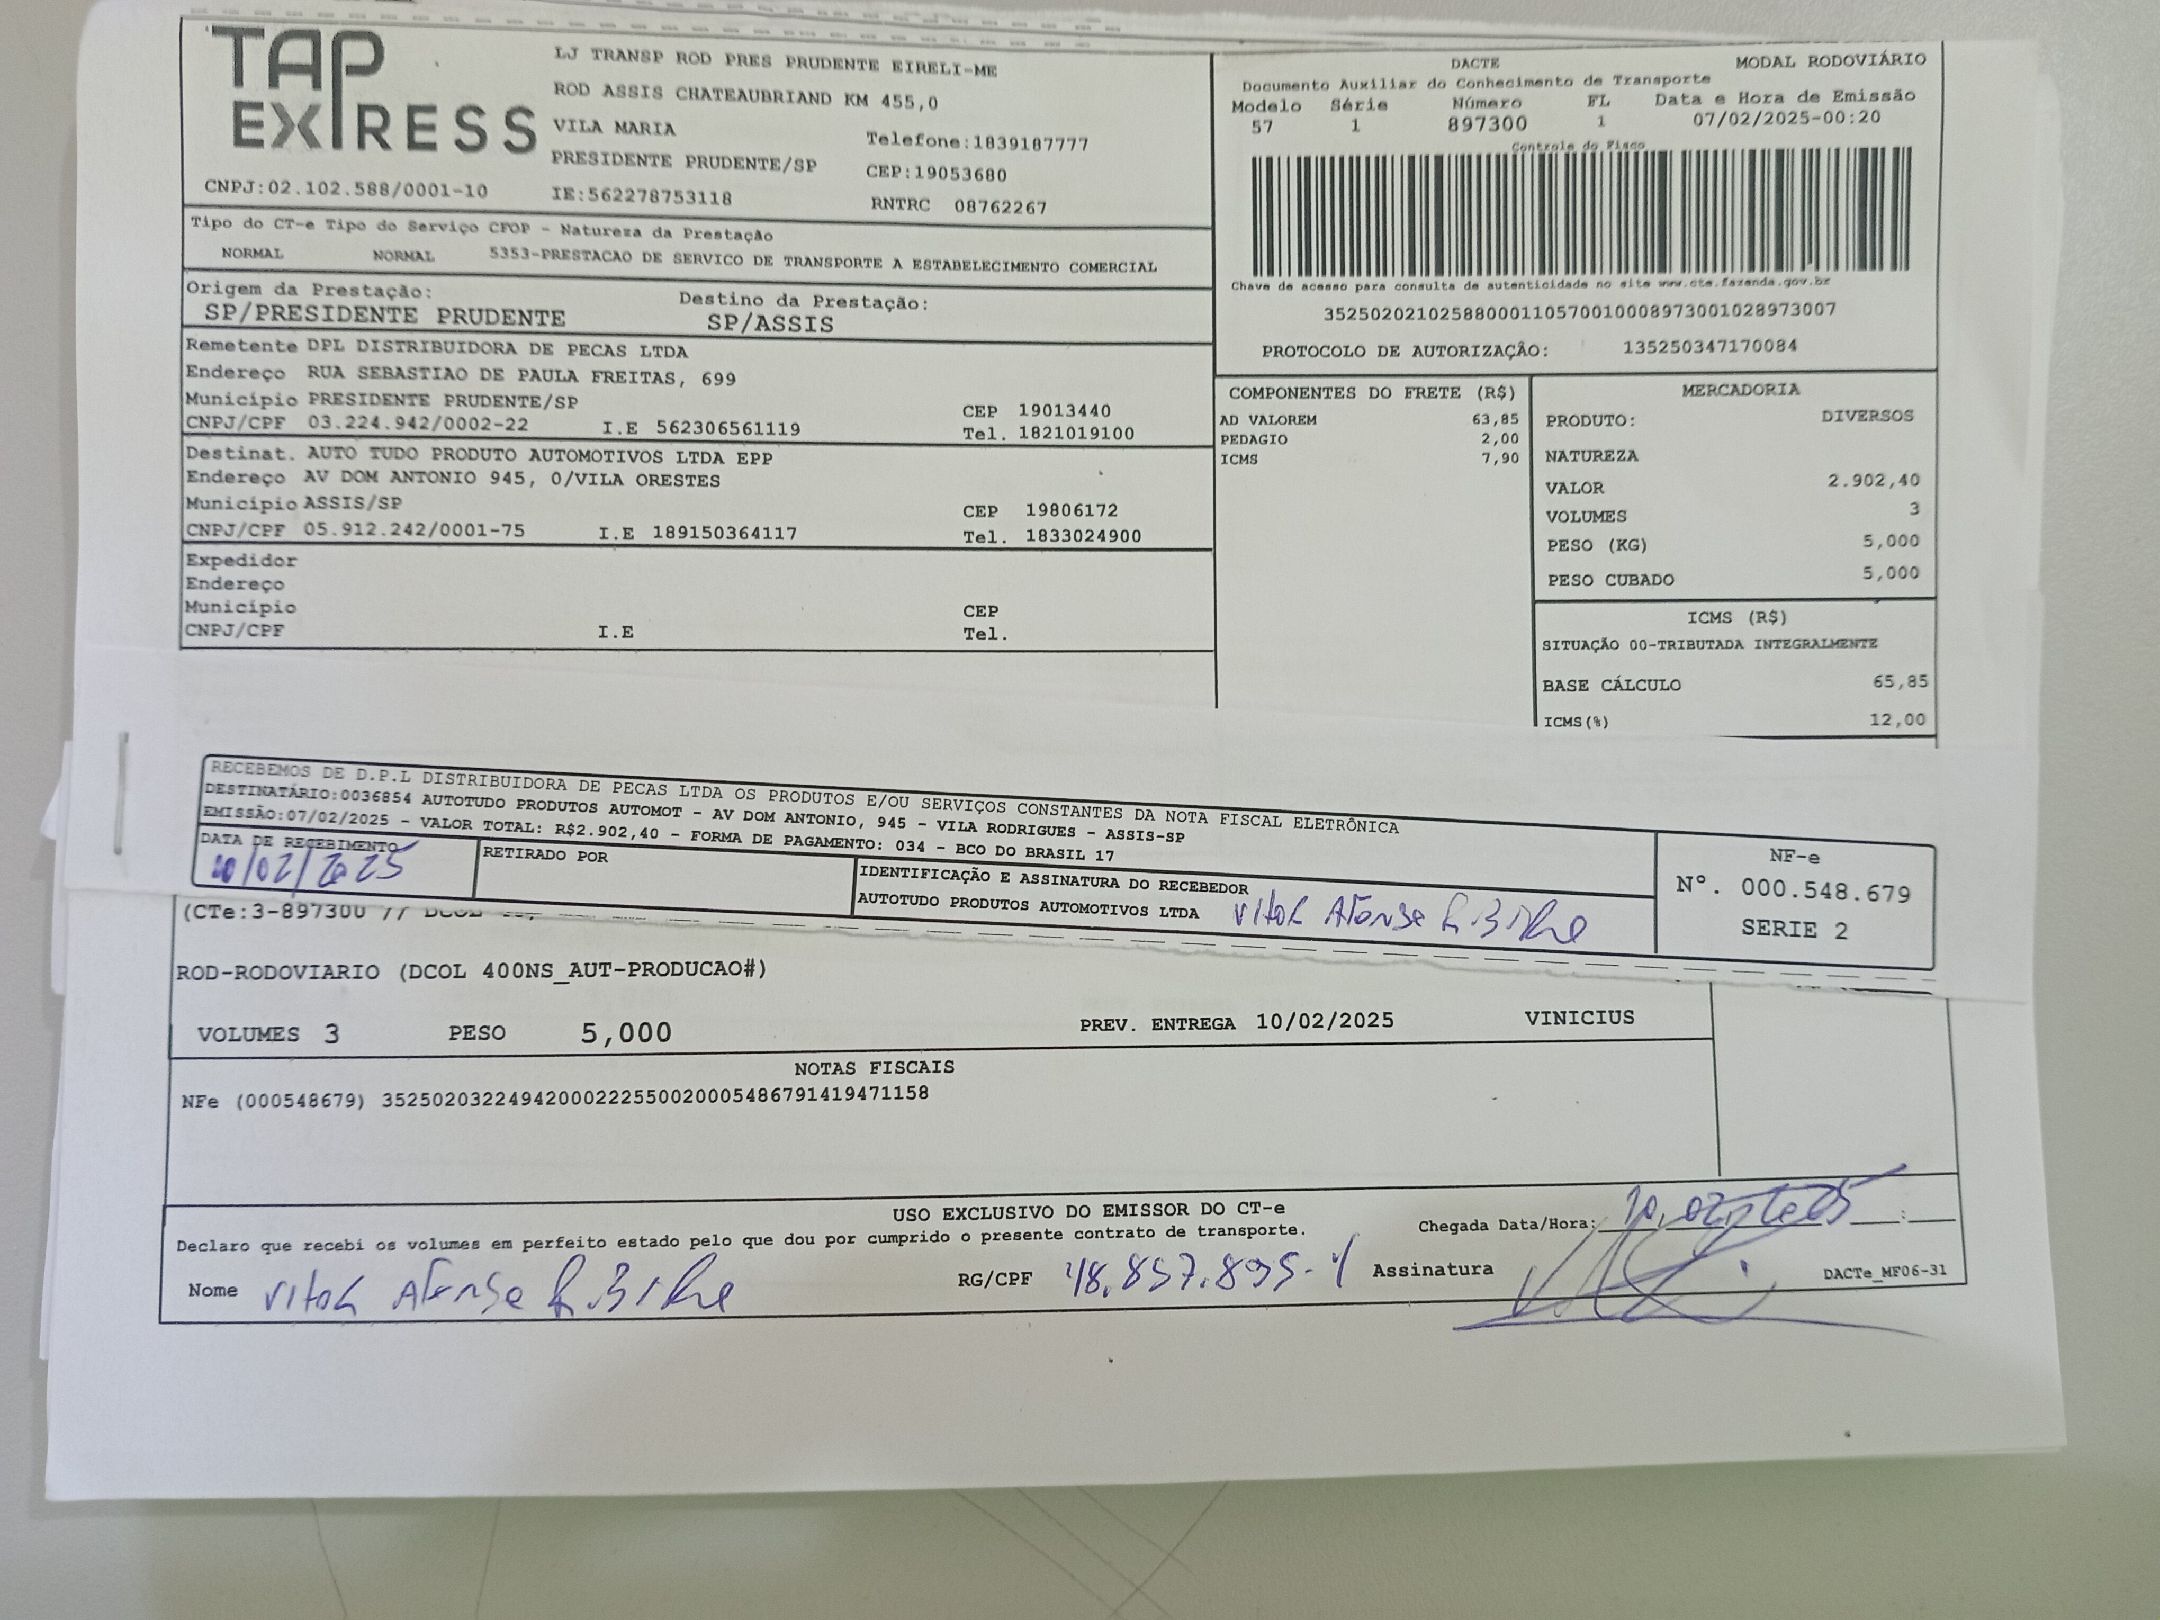 TAP EXPRESS
LJ TRANSP ROD PRES PRUDENTE EIRELI-ME
ROD ASSIS CHATEAUBRIAND KM 455,0
VILA MARIA
Telefone:1839187777
PRESIDENTE PRUDENTE/SP
CEP:19053680
CNPJ:02.102.588/0001-10
IE:562278753118
RNTRC 08762267
DACTE MODAL RODOVIÁRIO
Documento Auxiliar do Conhecimento de Transporte
Modelo Série Número FL Data e Hora de Emissão
57 1 897300 1 07/02/2025-00:20
Controle do Fisco
Chave de acesso para consulta de autenticidade no site www.cte.fazenda.gov.br
35250202102588000110570010008973001028973007
PROTOCOLO DE AUTORIZAÇÃO: 135250347170084
Tipo do CT-e Tipo do Serviço CFOP - Natureza da Prestação
NORMAL NORMAL 5353-PRESTACAO DE SERVICO DE TRANSPORTE A ESTABELECIMENTO COMERCIAL
Origem da Prestação: Destino da Prestação:
SP/PRESIDENTE PRUDENTE SP/ASSIS
Remetente DPL DISTRIBUIDORA DE PECAS LTDA
Endereço RUA SEBASTIAO DE PAULA FREITAS, 699
Município PRESIDENTE PRUDENTE/SP CEP 19013440
CNPJ/CPF 03.224.942/0002-22 I.E 562306561119 Tel. 1821019100
Destinat. AUTO TUDO PRODUTO AUTOMOTIVOS LTDA EPP
Endereço AV DOM ANTONIO 945, 0/VILA ORESTES
Município ASSIS/SP CEP 19806172
CNPJ/CPF 05.912.242/0001-75 I.E 189150364117 Tel. 1833024900
Expedidor
Endereço
Município CEP
CNPJ/CPF I.E Tel.
COMPONENTES DO FRETE (R$)
AD VALOREM 63,85
PEDAGIO 2,00
ICMS 7,90
MERCADORIA
PRODUTO: DIVERSOS
NATUREZA
VALOR 2.902,40
VOLUMES 3
PESO (KG) 5,000
PESO CUBADO 5,000
ICMS (R$)
SITUAÇÃO 00-TRIBUTADA INTEGRALMENTE
BASE CÁLCULO 65,85
ICMS(%) 12,00
RECEBEMOS DE D.P.L DISTRIBUIDORA DE PECAS LTDA OS PRODUTOS E/OU SERVIÇOS CONSTANTES DA NOTA FISCAL ELETRÔNICA
DESTINATÁRIO:0036854 AUTOTUDO PRODUTOS AUTOMOT - AV DOM ANTONIO, 945 - VILA RODRIGUES - ASSIS-SP
EMISSÃO:07/02/2025 - VALOR TOTAL: R$2.902,40 - FORMA DE PAGAMENTO: 034 - BCO DO BRASIL 17
DATA DE RECEBIMENTO RETIRADO POR IDENTIFICAÇÃO E ASSINATURA DO RECEBEDOR
10/02/2025
AUTOTUDO PRODUTOS AUTOMOTIVOS LTDA Vitor Afonso R.
NF-e
Nº. 000.548.679
SERIE 2
(CTe:3-897300 // DCOL
ROD-RODOVIARIO (DCOL 400NS_AUT-PRODUCAO#)
VOLUMES 3 PESO 5,000 PREV. ENTREGA 10/02/2025 VINICIUS
NOTAS FISCAIS
NFe (000548679) 35250203224942000222550020005486791419471158
USO EXCLUSIVO DO EMISSOR DO CT-e
Declaro que recebi os volumes em perfeito estado pelo que dou por cumprido o presente contrato de transporte.
Chegada Data/Hora: 10,02,2025 :
Nome Vitor Afonso R. RG/CPF 48.857.895-4 Assinatura
DACTe_MF06-31